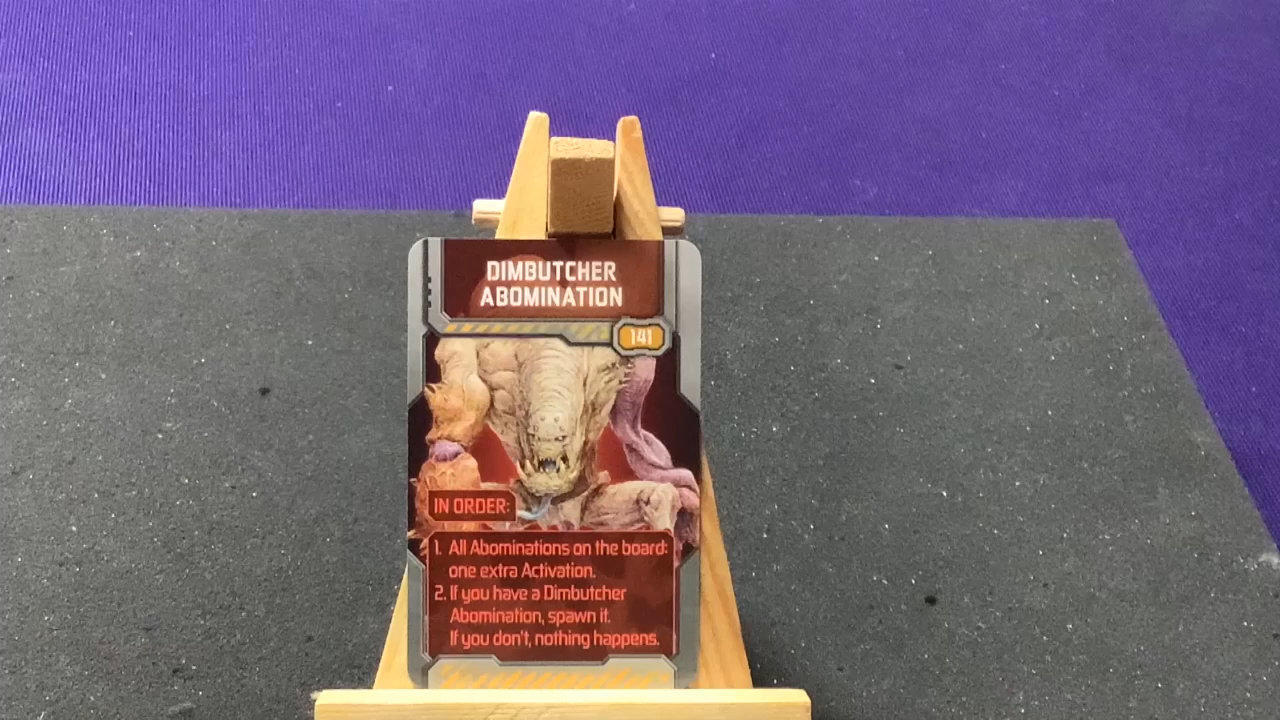 DIMBUTCHER
ABOMINATION
141
IN ORDER:
1. All Abominations on the board:
one extra Activation.
2. If you have a Dimbutcher
Abomination, spawn it.
If you don't, nothing happens.